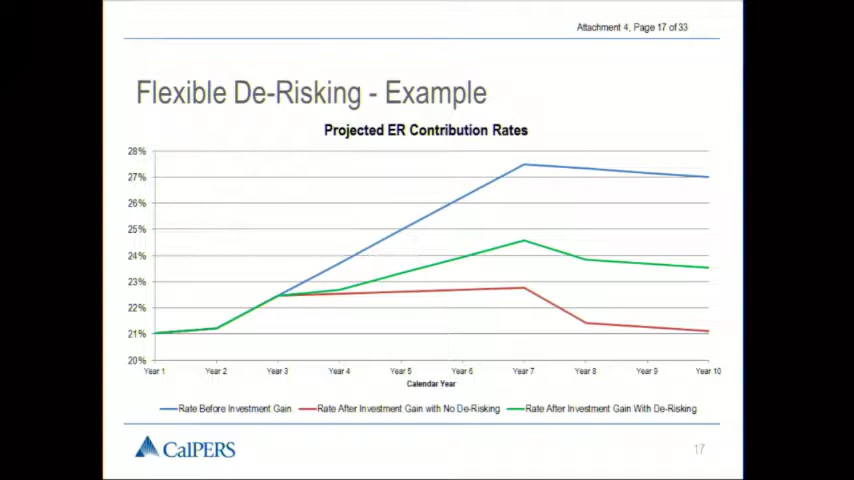 Attachment 4, Page 17 of 33
Flexible De-Risking - Example
Projected ER Contribution Rates
28%
27%
26%
25%
24%
23%
22%
21%
20%
Year 1 Year 2 Year 3 Year 4 Year 5 Year 6 Year 7 Year 8 Year 9 Year 10
Calendar Year
Rate Before Investment Gain Rate After Investment Gain with No De-Risking Rate After Investment Gain With De-Risking
CalPERS
17